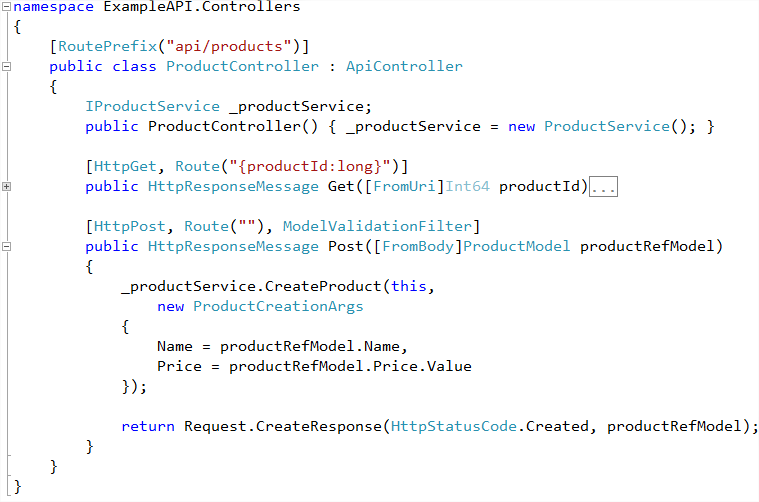 namespace ExampleAPI.Controllers
{
    [RoutePrefix("api/products")]
    public class ProductController : ApiController
    {
        IProductService _productService;
        public ProductController() { _productService = new ProductService(); }

        [HttpGet, Route("{productId:long}")]
        public HttpResponseMessage Get([FromUri]Int64 productId)...

        [HttpPost, Route(""), ModelValidationFilter]
        public HttpResponseMessage Post([FromBody]ProductModel productRefModel)
        {
            _productService.CreateProduct(this,
                new ProductCreationArgs
            {
                Name = productRefModel.Name,
                Price = productRefModel.Price.Value
            });

            return Request.CreateResponse(HttpStatusCode.Created, productRefModel);
        }
    }
}